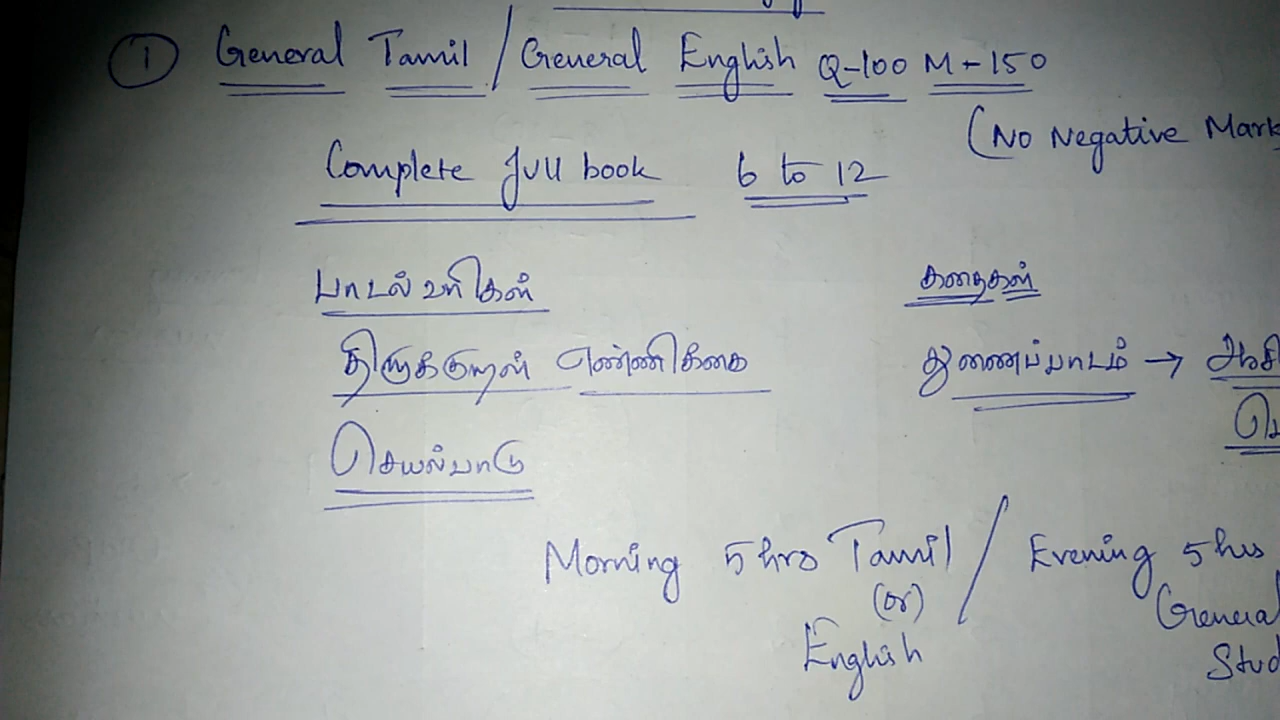 ① General Tamil / General English Q-100 M-150
(No Negative Mark
Complete full book 6 to 12
பாடல் வரிகள் கதைகள்
திருக்குறள் எண்ணிக்கை துணைப்பாடம் →
செயல்பாடு
Morning 5 hrs Tamil / Evening 5 hrs
(or) General
English Stud